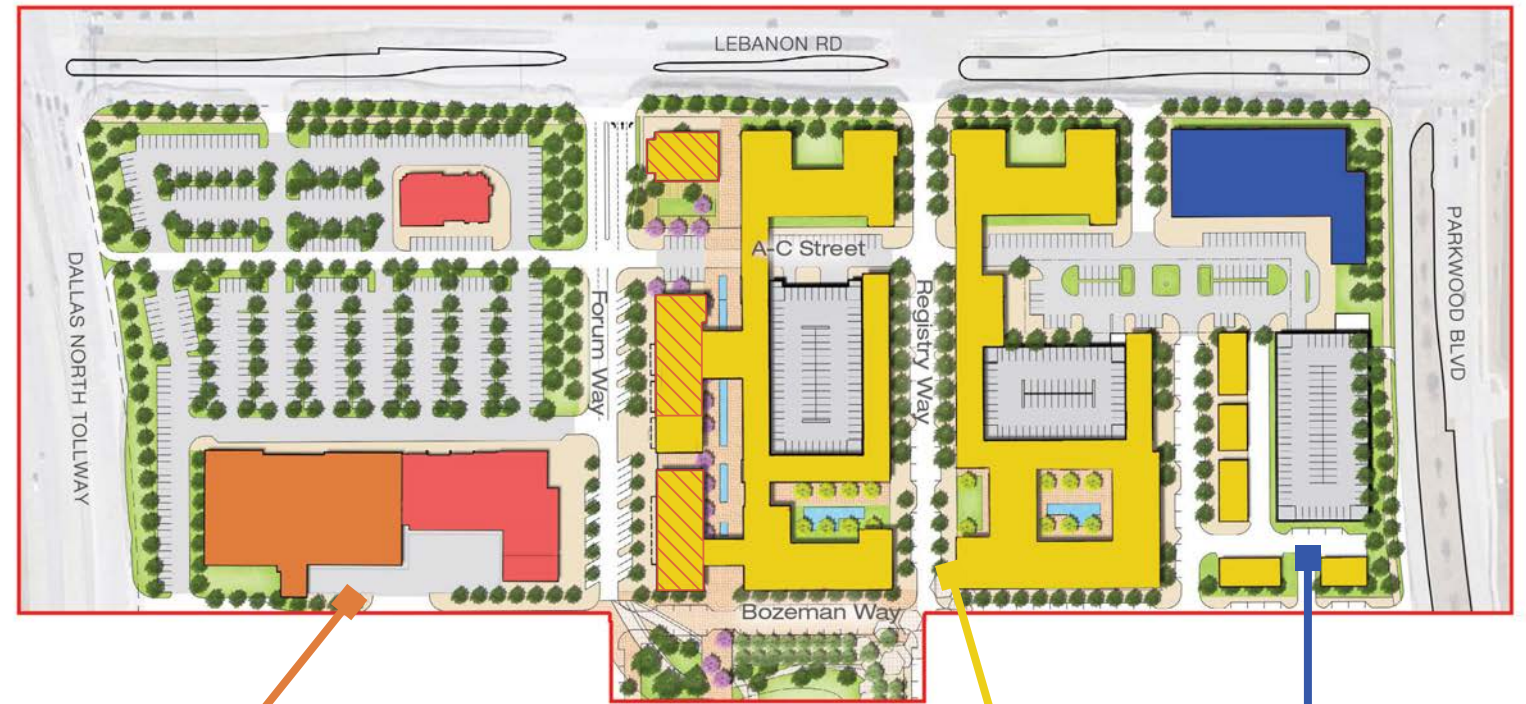 LEBANON RD
A-C Street
DALLAS NORTH TOLLWAY
Forum Way
Registry Way
PARKWOOD BLVD
Bozeman Way